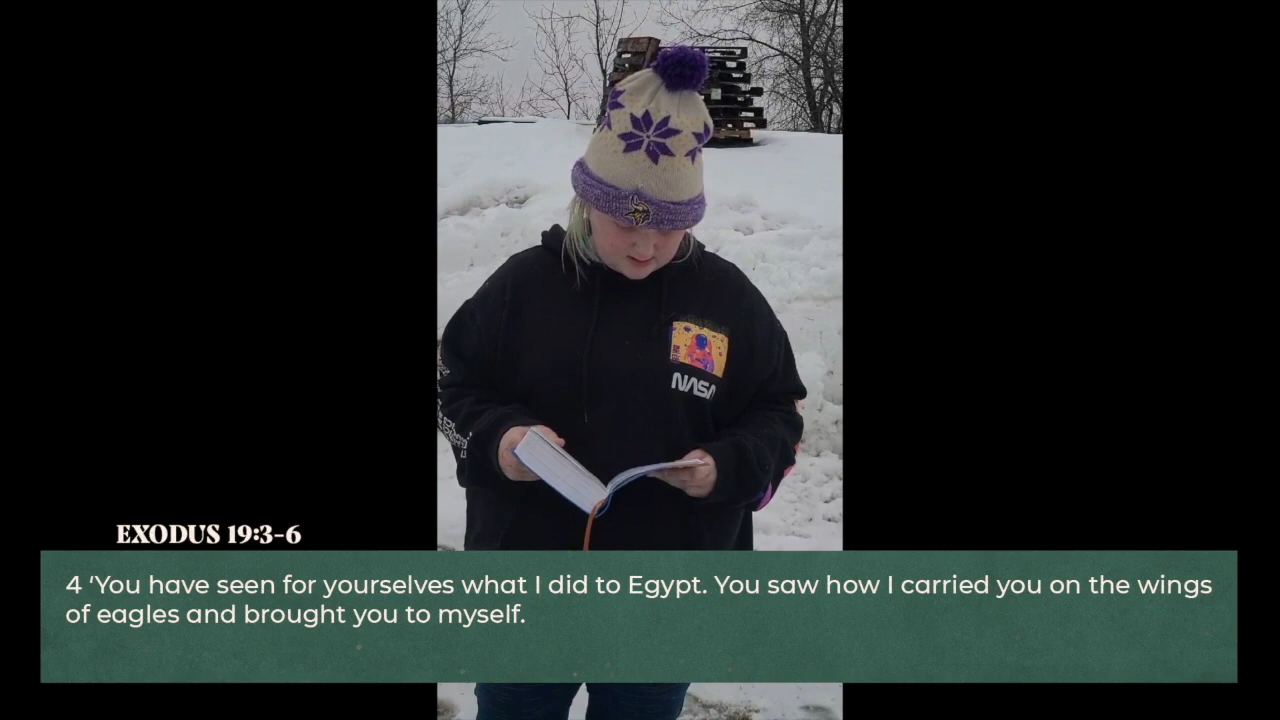 NASA
EXODUS 19:3-6
4 ‘You have seen for yourselves what I did to Egypt. You saw how I carried you on the wings
of eagles and brought you to myself.